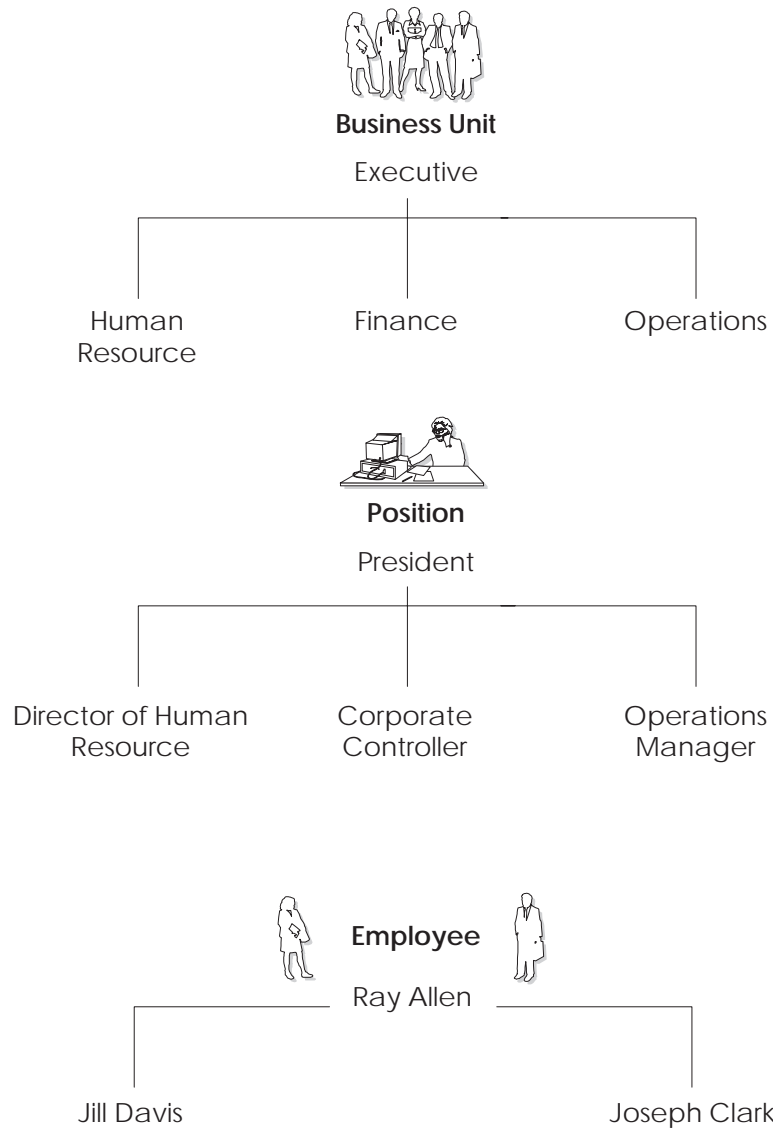 Business Unit
Executive
Human Finance Operations
Resource
Position
President
Director of Human Corporate Operations
Resource Controller Manager
Employee
Ray Allen
Jill Davis Joseph Clark